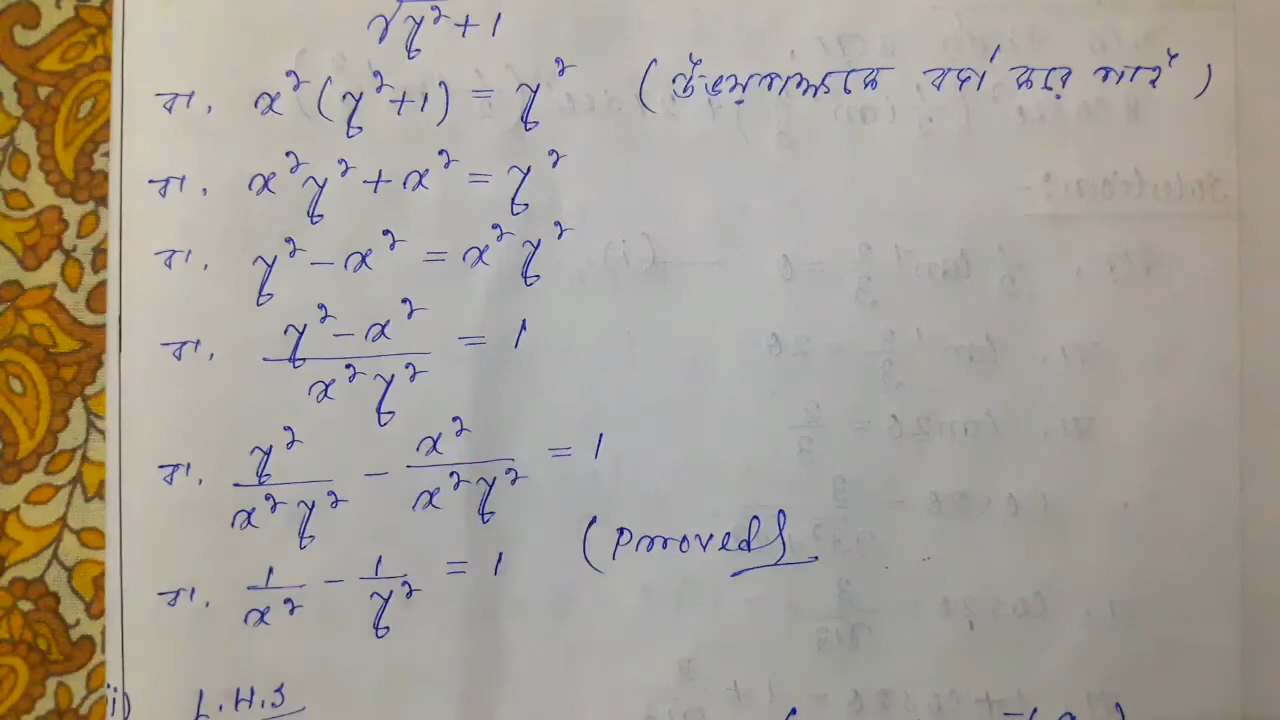 √(y²+1)
বা, x²(y²+1) = y² (উভয়পক্ষকে বর্গ করে পাই)
বা, x²y² + x² = y²
বা, y² - x² = x²y²
বা, (y² - x²)/(x²y²) = 1
বা, y²/(x²y²) - x²/(x²y²) = 1
বা, 1/x² - 1/y² = 1 (Proved)
ii) L.H.S